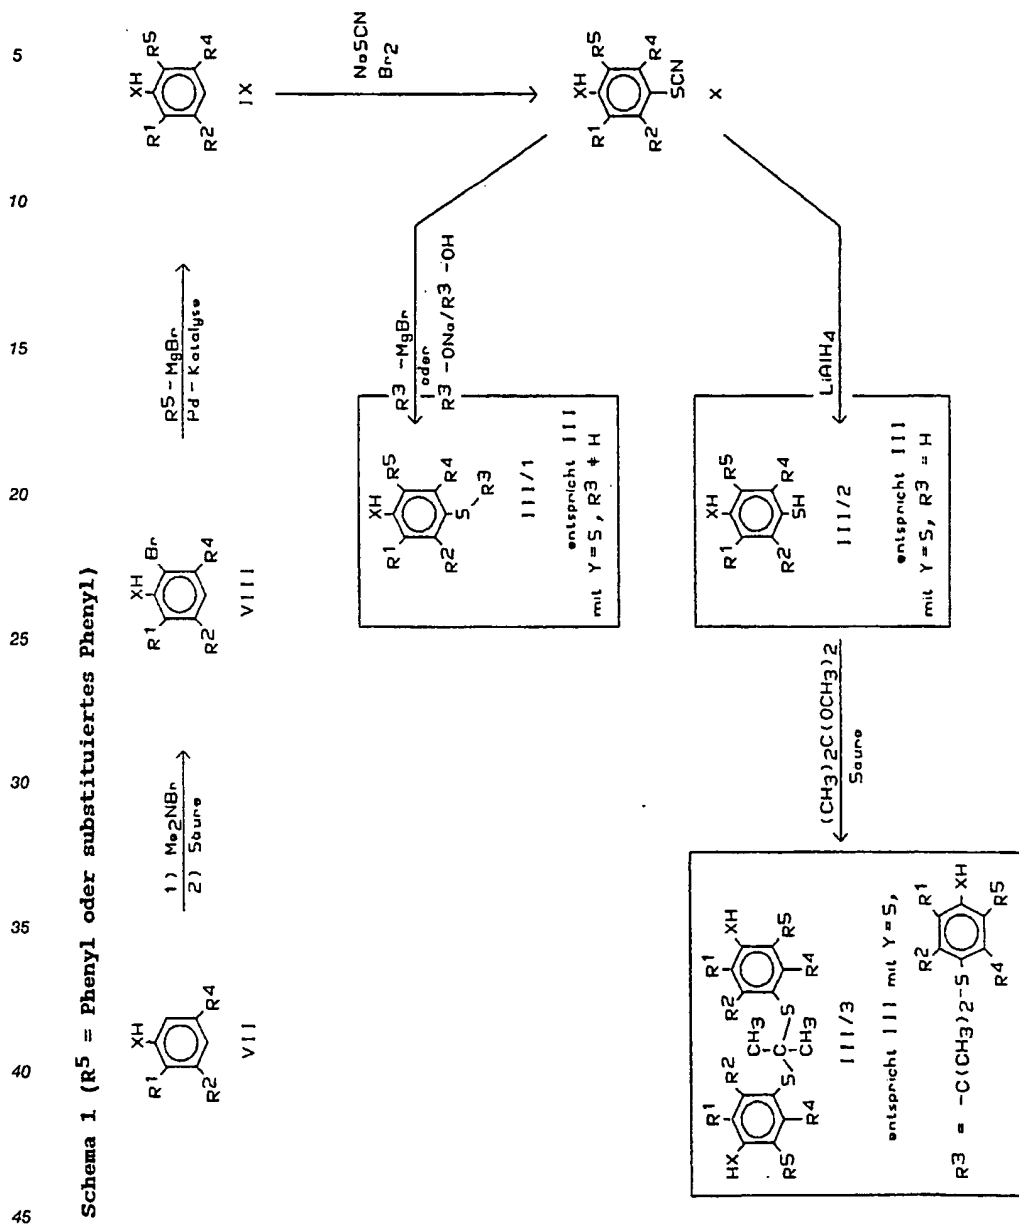 5
10
15
20
25
30
35
40
45
Schema 1 (R⁵ = Phenyl oder substituiertes Phenyl)
XH
R¹
R²
R⁴
VII
1) Me₂NBr
2) Säure
XH
R¹
Br
R²
R⁴
VIII
R⁵-MgBr
Pd-Katalyse
XH
R¹
R⁵
R²
R⁴
IX
NaSCN
Br₂
XH
R¹
R⁵
R²
R⁴
SCN
X
R³-MgBr
oder
R³-ONa/R³-OH
XH
R¹
R⁵
R²
R⁴
S
R³
III/1
entspricht III
mit Y=S, R³ ≠ H
LiAlH₄
XH
R¹
R⁵
R²
R⁴
SH
III/2
entspricht III
mit Y=S, R³ = H
(CH₃)₂C(OCH₃)₂
Säure
R¹
R²
HX
R⁵
R⁴
CH₃
S-C-S
CH₃
R¹
XH
R²
R⁵
R⁴
III/3
entspricht III mit Y=S,
R³ = -C(CH₃)₂-S
R²
R¹
XH
R⁴
R⁵